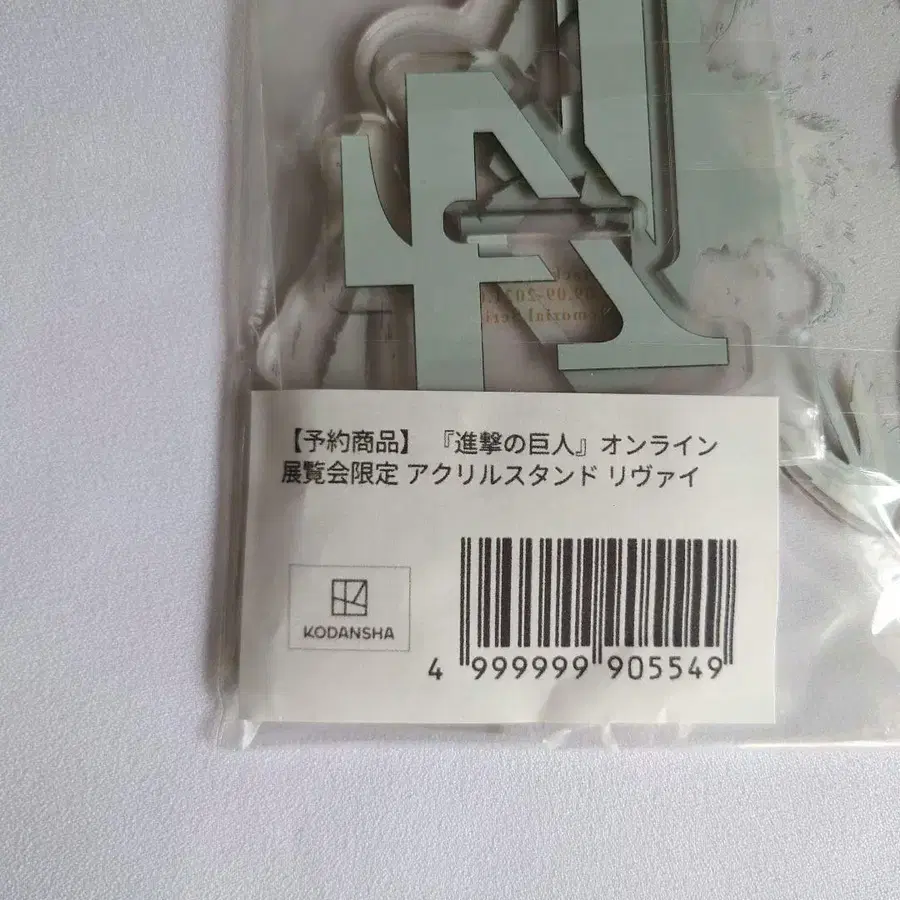 【予約商品】 『進撃の巨人』オンライン
展覧会限定 アクリルスタンド リヴァイ
KODANSHA
4 999999 905549